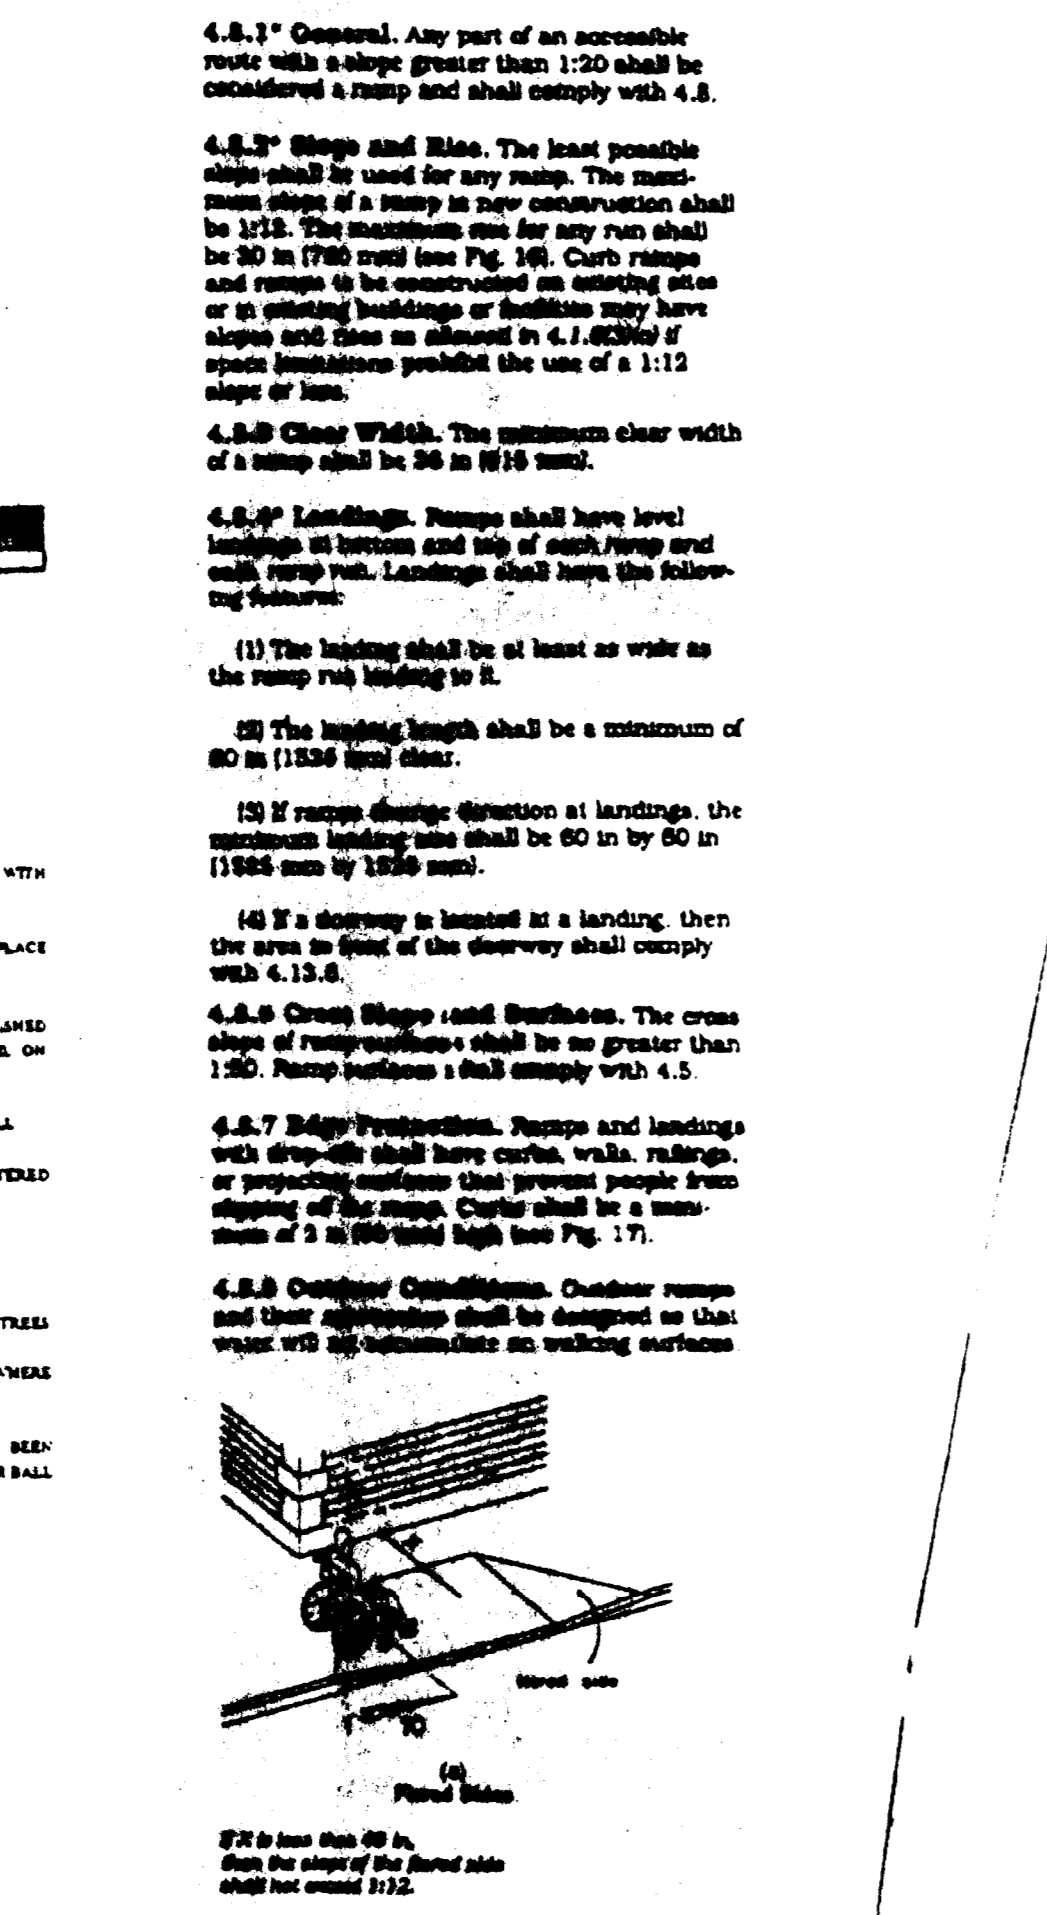 4.8.1* General. Any part of an accessible
route with a slope greater than 1:20 shall be
considered a ramp and shall comply with 4.8.
4.8.2* Slope and Rise. The least possible
slope shall be used for any ramp. The maxi-
mum slope of a ramp in new construction shall
be 1:12. The maximum rise for any run shall
be 30 in (760 mm) (see Fig. 16). Curb ramps
and ramps to be constructed on existing sites
or in existing buildings or facilities may have
slopes and rises as allowed in 4.1.6(3)(a) if
space limitations prohibit the use of a 1:12
slope or less.
4.8.3 Clear Width. The minimum clear width
of a ramp shall be 36 in (915 mm).
4.8.4* Landings. Ramps shall have level
landings at bottom and top of each ramp and
each ramp run. Landings shall have the follow-
ing features:
(1) The landing shall be at least as wide as
the ramp run leading to it.
(2) The landing length shall be a minimum of
60 in (1525 mm) clear.
(3) If ramps change direction at landings, the
minimum landing size shall be 60 in by 60 in
(1525 mm by 1525 mm).
(4) If a doorway is located at a landing, then
the area in front of the doorway shall comply
with 4.13.6.
4.8.6 Cross Slope and Surfaces. The cross
slope of ramp surfaces shall be no greater than
1:50. Ramp surfaces shall comply with 4.5.
4.8.7 Edge Protection. Ramps and landings
with drop-offs shall have curbs, walls, railings,
or projecting surfaces that prevent people from
slipping off the ramp. Curbs shall be a mini-
mum of 2 in (50 mm) high (see Fig. 17).
4.8.8 Outdoor Conditions. Outdoor ramps
and their approaches shall be designed so that
water will not accumulate on walking surfaces
WITH
PLACE
ON
TERED
TREES
WHERE
BEEN
BALL
X
flared side
10
(a)
Flared Sides
If X is less than 48 in,
then the slope of the flared side
shall not exceed 1:12.